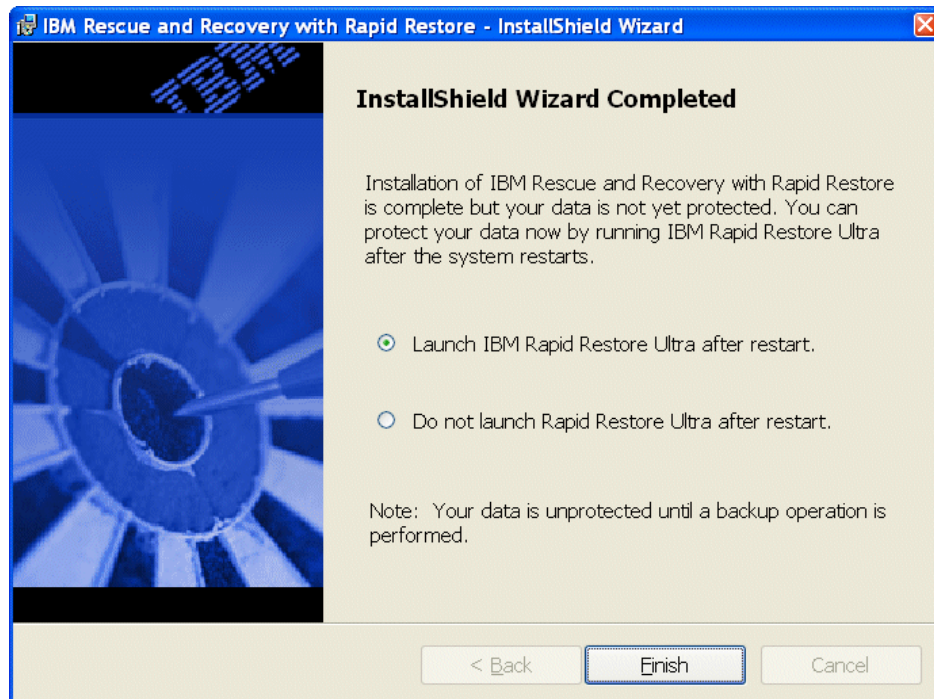 IBM Rescue and Recovery with Rapid Restore - InstallShield Wizard
IBM
InstallShield Wizard Completed
Installation of IBM Rescue and Recovery with Rapid Restore
is complete but your data is not yet protected. You can
protect your data now by running IBM Rapid Restore Ultra
after the system restarts.
Launch IBM Rapid Restore Ultra after restart.
Do not launch Rapid Restore Ultra after restart.
Note: Your data is unprotected until a backup operation is
performed.
< Back
Finish
Cancel